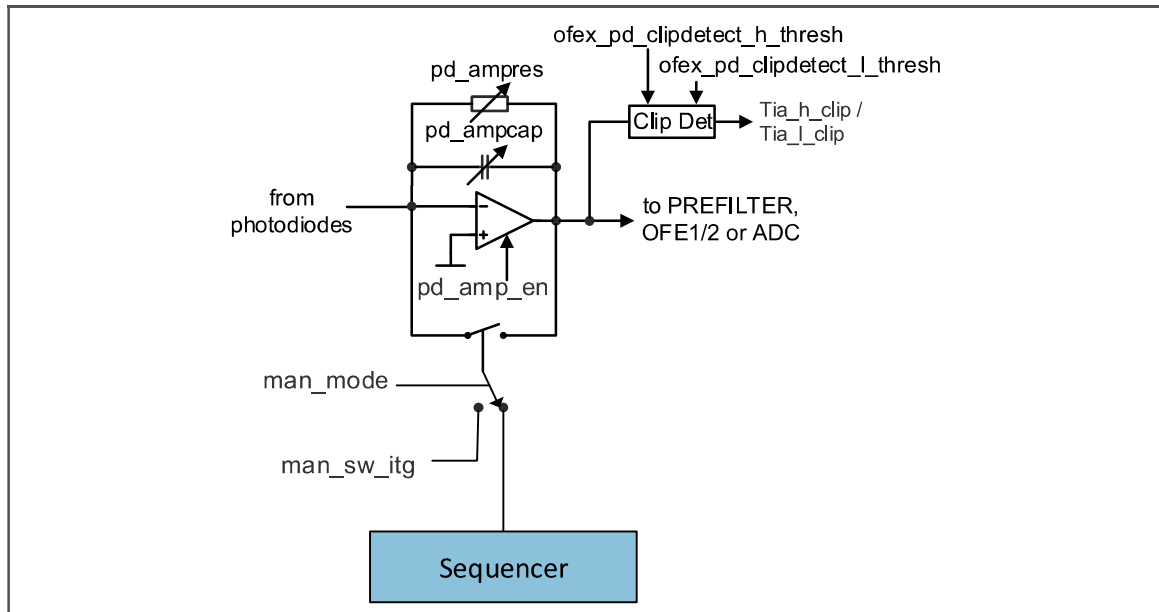 ofex_pd_clipdetect_h_thresh
ofex_pd_clipdetect_l_thresh
pd_ampres
Clip Det
Tia_h_clip /
Tia_l_clip
pd_ampcap
from
photodiodes
to PREFILTER,
OFE1/2 or ADC
pd_amp_en
man_mode
man_sw_itg
Sequencer